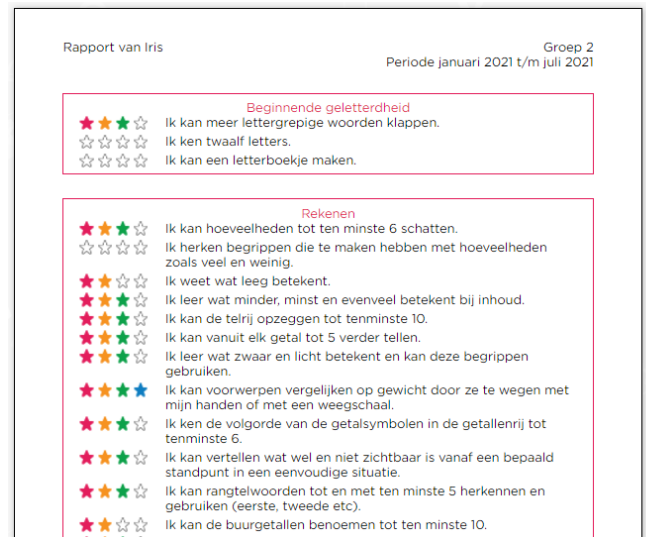 Rapport van Iris
Groep 2
Periode januari 2021 t/m juli 2021
Beginnende geletterdheid
Ik kan meer lettergrepige woorden klappen.
Ik ken twaalf letters.
Ik kan een letterboekje maken.
Rekenen
Ik kan hoeveelheden tot ten minste 6 schatten.
Ik herken begrippen die te maken hebben met hoeveelheden
zoals veel en weinig.
Ik weet wat leeg betekent.
Ik leer wat minder, minst en evenveel betekent bij inhoud.
Ik kan de telrij opzeggen tot tenminste 10.
Ik kan vanuit elk getal tot 5 verder tellen.
Ik leer wat zwaar en licht betekent en kan deze begrippen
gebruiken.
Ik kan voorwerpen vergelijken op gewicht door ze te wegen met
mijn handen of met een weegschaal.
Ik ken de volgorde van de getalsymbolen in de getallenrij tot
tenminste 6.
Ik kan vertellen wat wel en niet zichtbaar is vanaf een bepaald
standpunt in een eenvoudige situatie.
Ik kan rangtelwoorden tot en met ten minste 5 herkennen en
gebruiken (eerste, tweede etc).
Ik kan de buurgetallen benoemen tot ten minste 10.